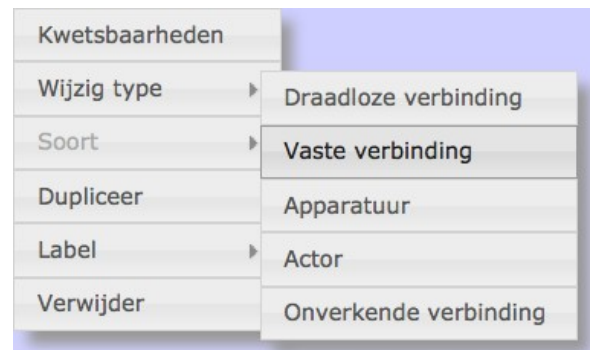 Kwetsbaarheden
Wijzig type
Soort
Dupliceer
Label
Verwijder
Draadloze verbinding
Vaste verbinding
Apparatuur
Actor
Onverkende verbinding